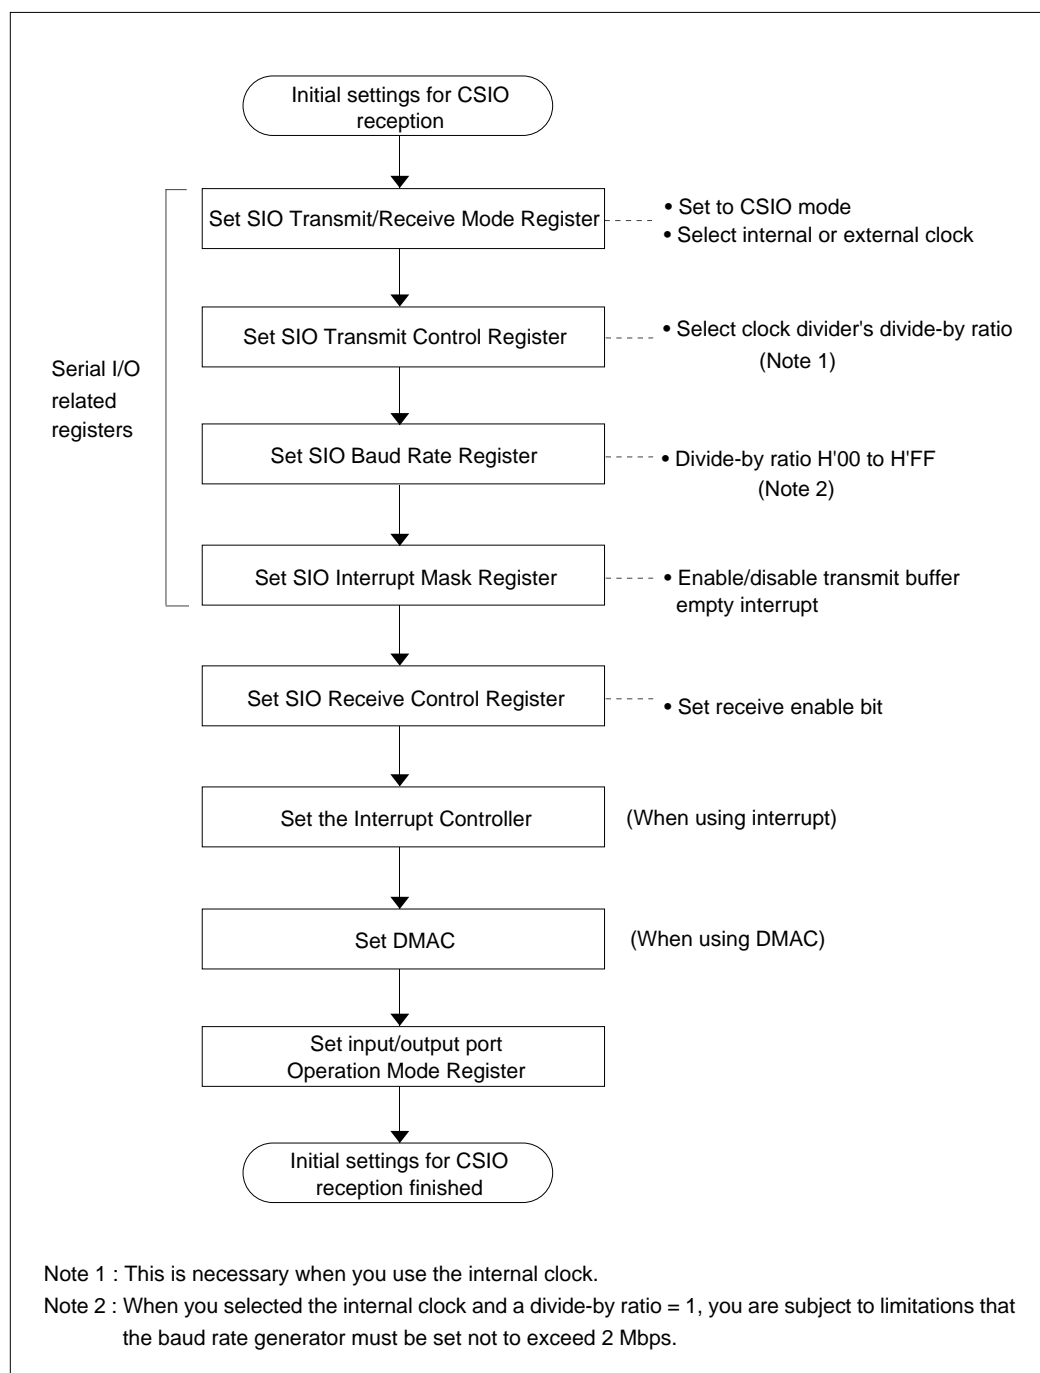 Initial settings for CSIO
reception
Set SIO Transmit/Receive Mode Register
• Set to CSIO mode
• Select internal or external clock
Set SIO Transmit Control Register
• Select clock divider's divide-by ratio
(Note 1)
Serial I/O
related
registers
Set SIO Baud Rate Register
• Divide-by ratio H'00 to H'FF
(Note 2)
Set SIO Interrupt Mask Register
• Enable/disable transmit buffer
empty interrupt
Set SIO Receive Control Register
• Set receive enable bit
Set the Interrupt Controller
(When using interrupt)
Set DMAC
(When using DMAC)
Set input/output port
Operation Mode Register
Initial settings for CSIO
reception finished
Note 1 : This is necessary when you use the internal clock.
Note 2 : When you selected the internal clock and a divide-by ratio = 1, you are subject to limitations that
the baud rate generator must be set not to exceed 2 Mbps.